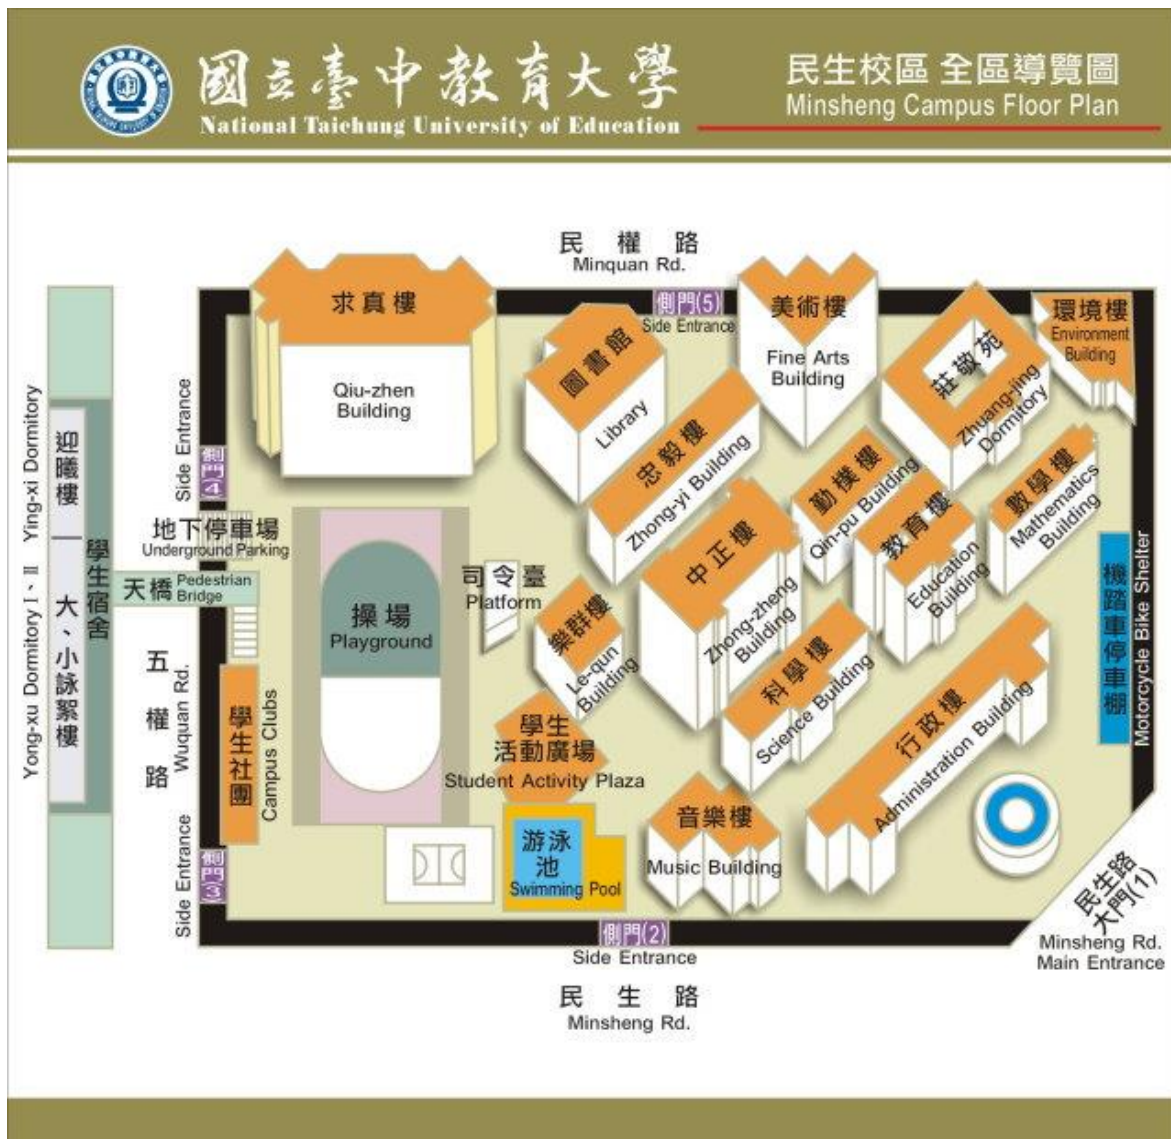 國立臺中教育大學
National Taichung University of Education
民生校區 全區導覽圖
Minsheng Campus Floor Plan
民權路
Minquan Rd.
側門(5)
Side Entrance
求真樓
Qiu-zhen
Building
圖書館
Library
美術樓
Fine Arts
Building
莊敬苑
Zhuang-jing
Dormitory
環境樓
Environment
Building
忠毅樓
Zhong-yi Building
勤樸樓
Qin-pu Building
教育樓
Education
Building
數學樓
Mathematics
Building
中正樓
Zhong-zheng
Building
科學樓
Science Building
行政樓
Administration Building
機踏車停車棚
Motorcycle Bike Shelter
迎曦樓
Ying-xi Dormitory
大、小詠絮樓
Yong-xu Dormitory I、II
學生宿舍
側門(4)
Side Entrance
地下停車場
Underground Parking
天橋
Pedestrian
Bridge
五權路
Wuquan Rd.
學生社團
Campus Clubs
側門(3)
Side Entrance
操場
Playground
司令臺
Platform
樂群樓
Le-qun
Building
學生
活動廣場
Student Activity Plaza
游泳
池
Swimming Pool
音樂樓
Music Building
側門(2)
Side Entrance
民生路
Minsheng Rd.
民生路
大門(1)
Minsheng Rd.
Main Entrance